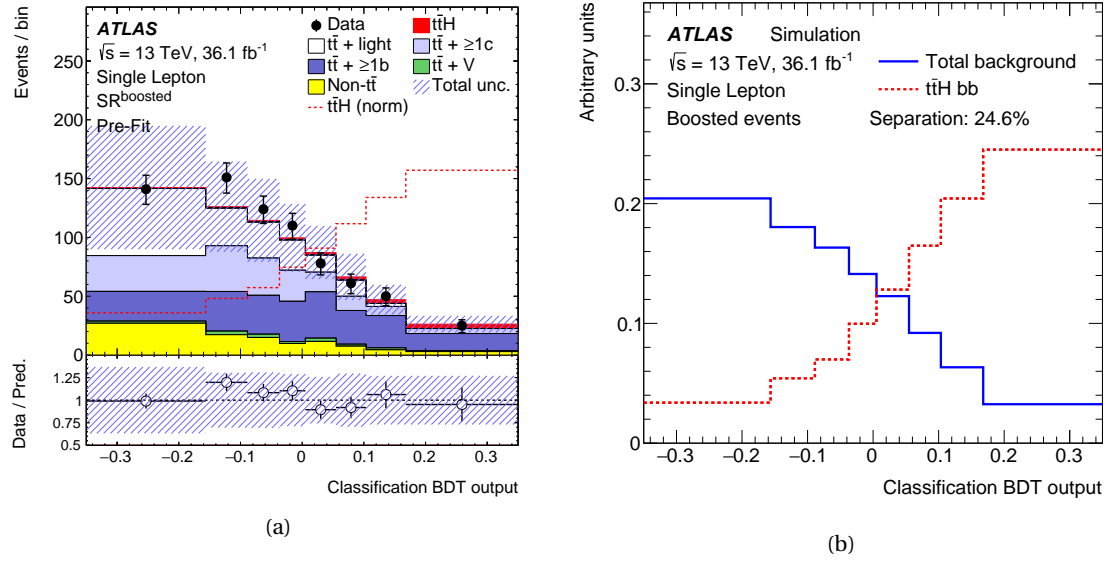 Events / bin
300
250
200
150
100
50
0
ATLAS
√s = 13 TeV, 36.1 fb⁻¹
Single Lepton
SRᵇᵒᵒˢᵗᵉᵈ
Pre-Fit
Data
tt̄H
tt̄ + light
tt̄ + ≥1c
tt̄ + ≥1b
tt̄ + V
Non-tt̄
Total unc.
tt̄H (norm)
Data / Pred.
1.25
1
0.75
0.5
−0.3 −0.2 −0.1 0 0.1 0.2 0.3
Classification BDT output
(a)
Arbitrary units
0.3
0.2
0.1
0
ATLAS Simulation
√s = 13 TeV, 36.1 fb⁻¹
Single Lepton
Boosted events
Total background
tt̄H bb
Separation: 24.6%
−0.3 −0.2 −0.1 0 0.1 0.2 0.3
Classification BDT output
(b)